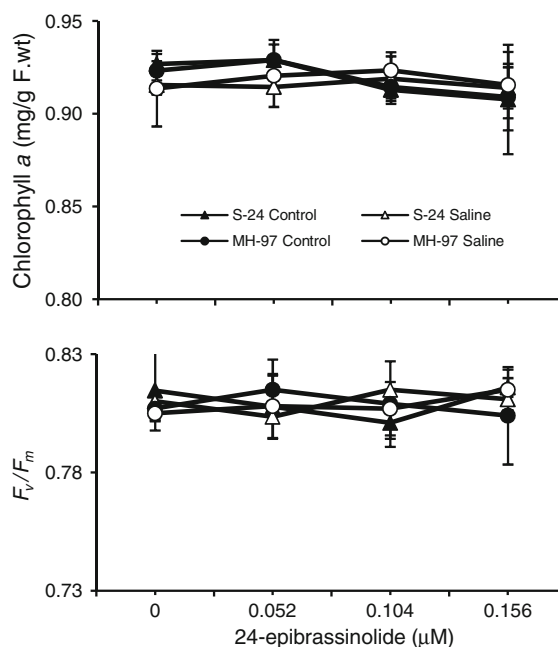 Chlorophyll a (mg/g F.wt)
0.95
0.90
0.85
0.80
S-24 Control
S-24 Saline
MH-97 Control
MH-97 Saline
Fv/Fm
0.83
0.78
0.73
0 0.052 0.104 0.156
24-epibrassinolide (μM)